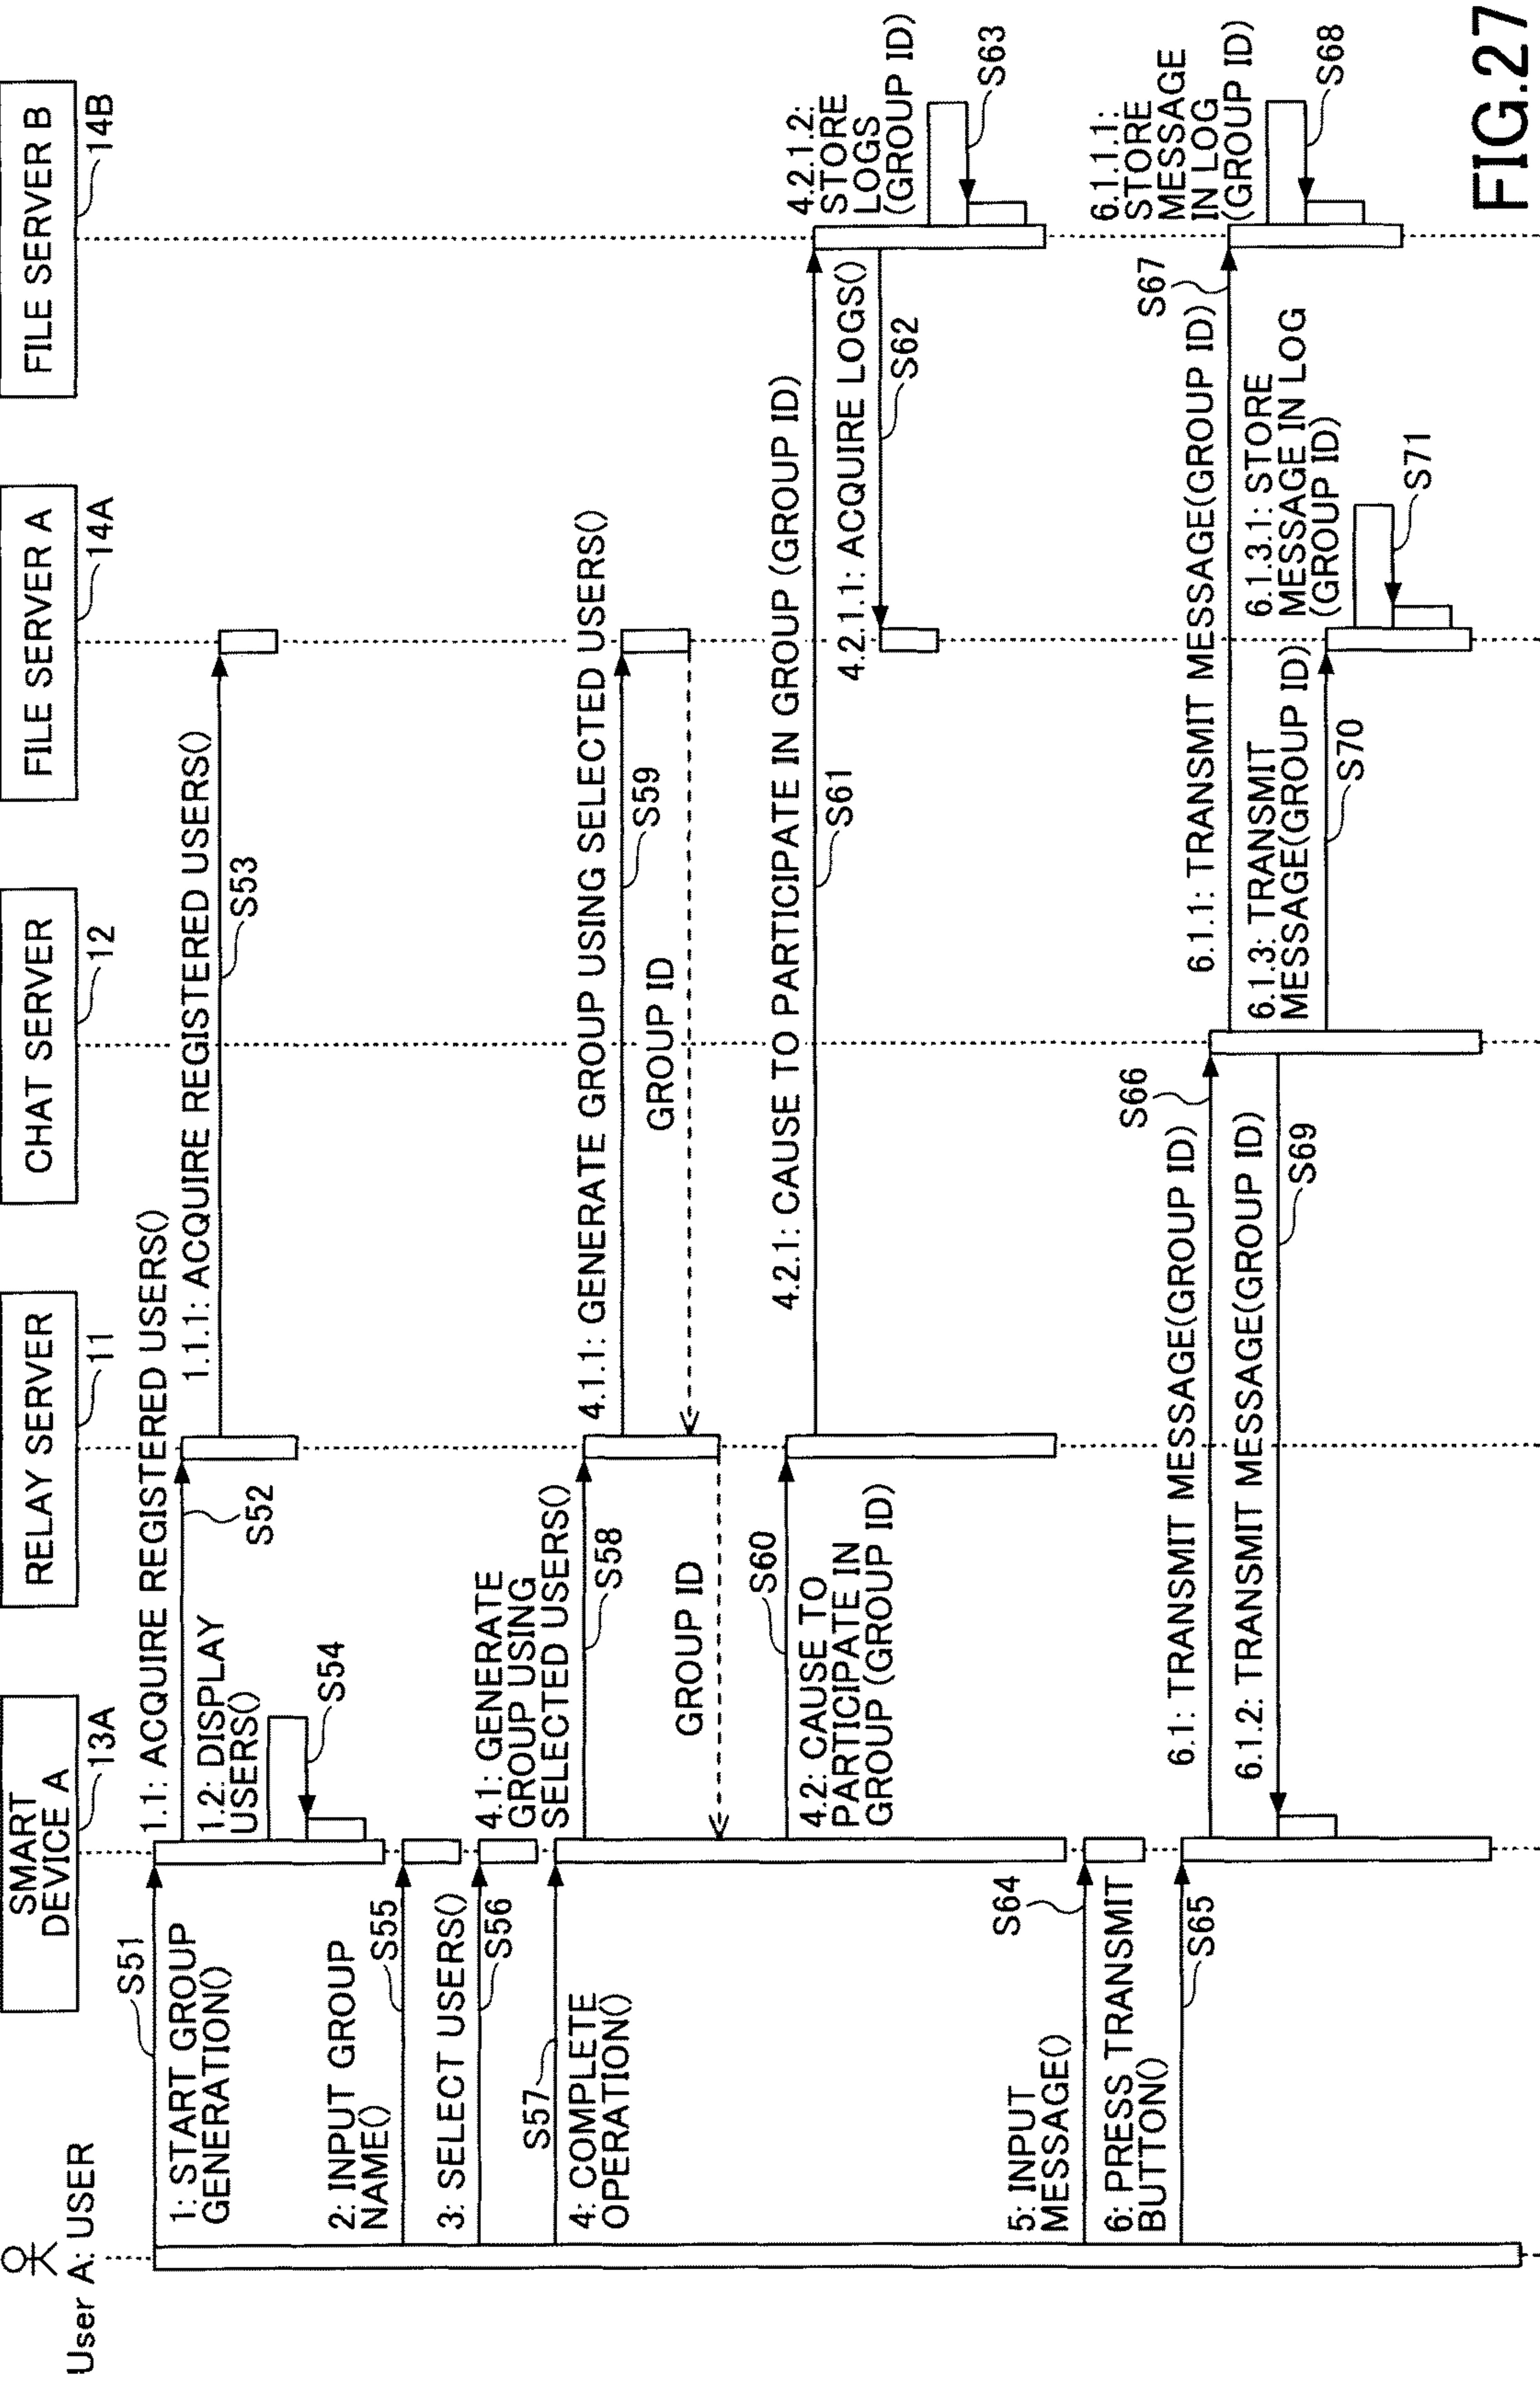 User A: USER
SMART
DEVICE A
13A
RELAY SERVER
11
CHAT SERVER
12
FILE SERVER A
14A
FILE SERVER B
14B
S51
1: START GROUP
GENERATION()
1.1: ACQUIRE REGISTERED USERS()
S52
1.1.1: ACQUIRE REGISTERED USERS()
S53
1.2: DISPLAY
USERS()
S54
2: INPUT GROUP
NAME()
S55
3: SELECT USERS()
S56
S57
4: COMPLETE
OPERATION()
4.1: GENERATE
GROUP USING
SELECTED USERS()
S58
4.1.1: GENERATE GROUP USING SELECTED USERS()
S59
GROUP ID
GROUP ID
S60
4.2: CAUSE TO
PARTICIPATE IN
GROUP (GROUP ID)
4.2.1: CAUSE TO PARTICIPATE IN GROUP (GROUP ID)
S61
4.2.1.1: ACQUIRE LOGS()
S62
4.2.1.2:
STORE
LOGS
(GROUP ID)
S63
5: INPUT
MESSAGE()
S64
6: PRESS TRANSMIT
BUTTON()
S65
6.1: TRANSMIT MESSAGE(GROUP ID)
S66
6.1.1: TRANSMIT MESSAGE(GROUP ID)
S67
6.1.1.1:
STORE
MESSAGE
IN LOG
(GROUP ID)
S68
6.1.2: TRANSMIT MESSAGE(GROUP ID)
S69
6.1.3: TRANSMIT
MESSAGE(GROUP ID)
S70
6.1.3.1: STORE
MESSAGE IN LOG
(GROUP ID)
S71
FIG.27